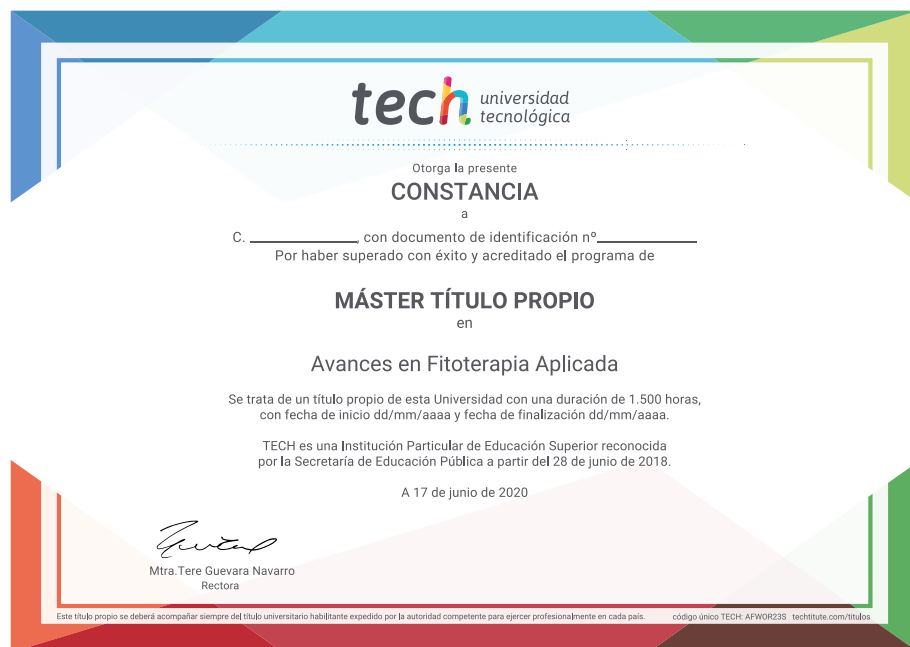 tech universidad
tecnológica
Otorga la presente
CONSTANCIA
a
C. ______________, con documento de identificación nº______________
Por haber superado con éxito y acreditado el programa de
MÁSTER TÍTULO PROPIO
en
Avances en Fitoterapia Aplicada
Se trata de un título propio de esta Universidad con una duración de 1.500 horas,
con fecha de inicio dd/mm/aaaa y fecha de finalización dd/mm/aaaa.
TECH es una Institución Particular de Educación Superior reconocida
por la Secretaría de Educación Pública a partir del 28 de junio de 2018.
A 17 de junio de 2020
Mtra.Tere Guevara Navarro
Rectora
Este título propio se deberá acompañar siempre del título universitario habilitante expedido por la autoridad competente para ejercer profesionalmente en cada país. código único TECH: AFWOR23S techtitute.com/titulos